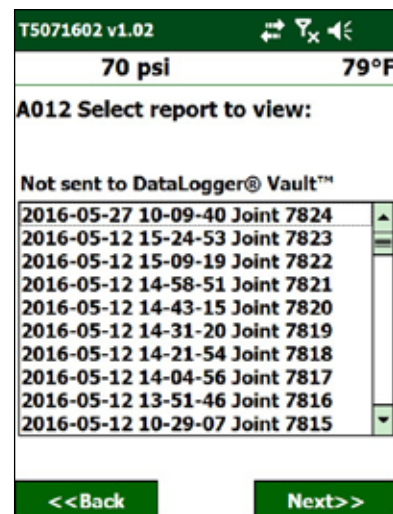 T5071602 v1.02
70 psi 79°F
A012 Select report to view:
Not sent to DataLogger® Vault™
2016-05-27 10-09-40 Joint 7824
2016-05-12 15-24-53 Joint 7823
2016-05-12 15-09-19 Joint 7822
2016-05-12 14-58-51 Joint 7821
2016-05-12 14-43-15 Joint 7820
2016-05-12 14-31-20 Joint 7819
2016-05-12 14-21-54 Joint 7818
2016-05-12 14-04-56 Joint 7817
2016-05-12 13-51-46 Joint 7816
2016-05-12 10-29-07 Joint 7815
<<Back Next>>